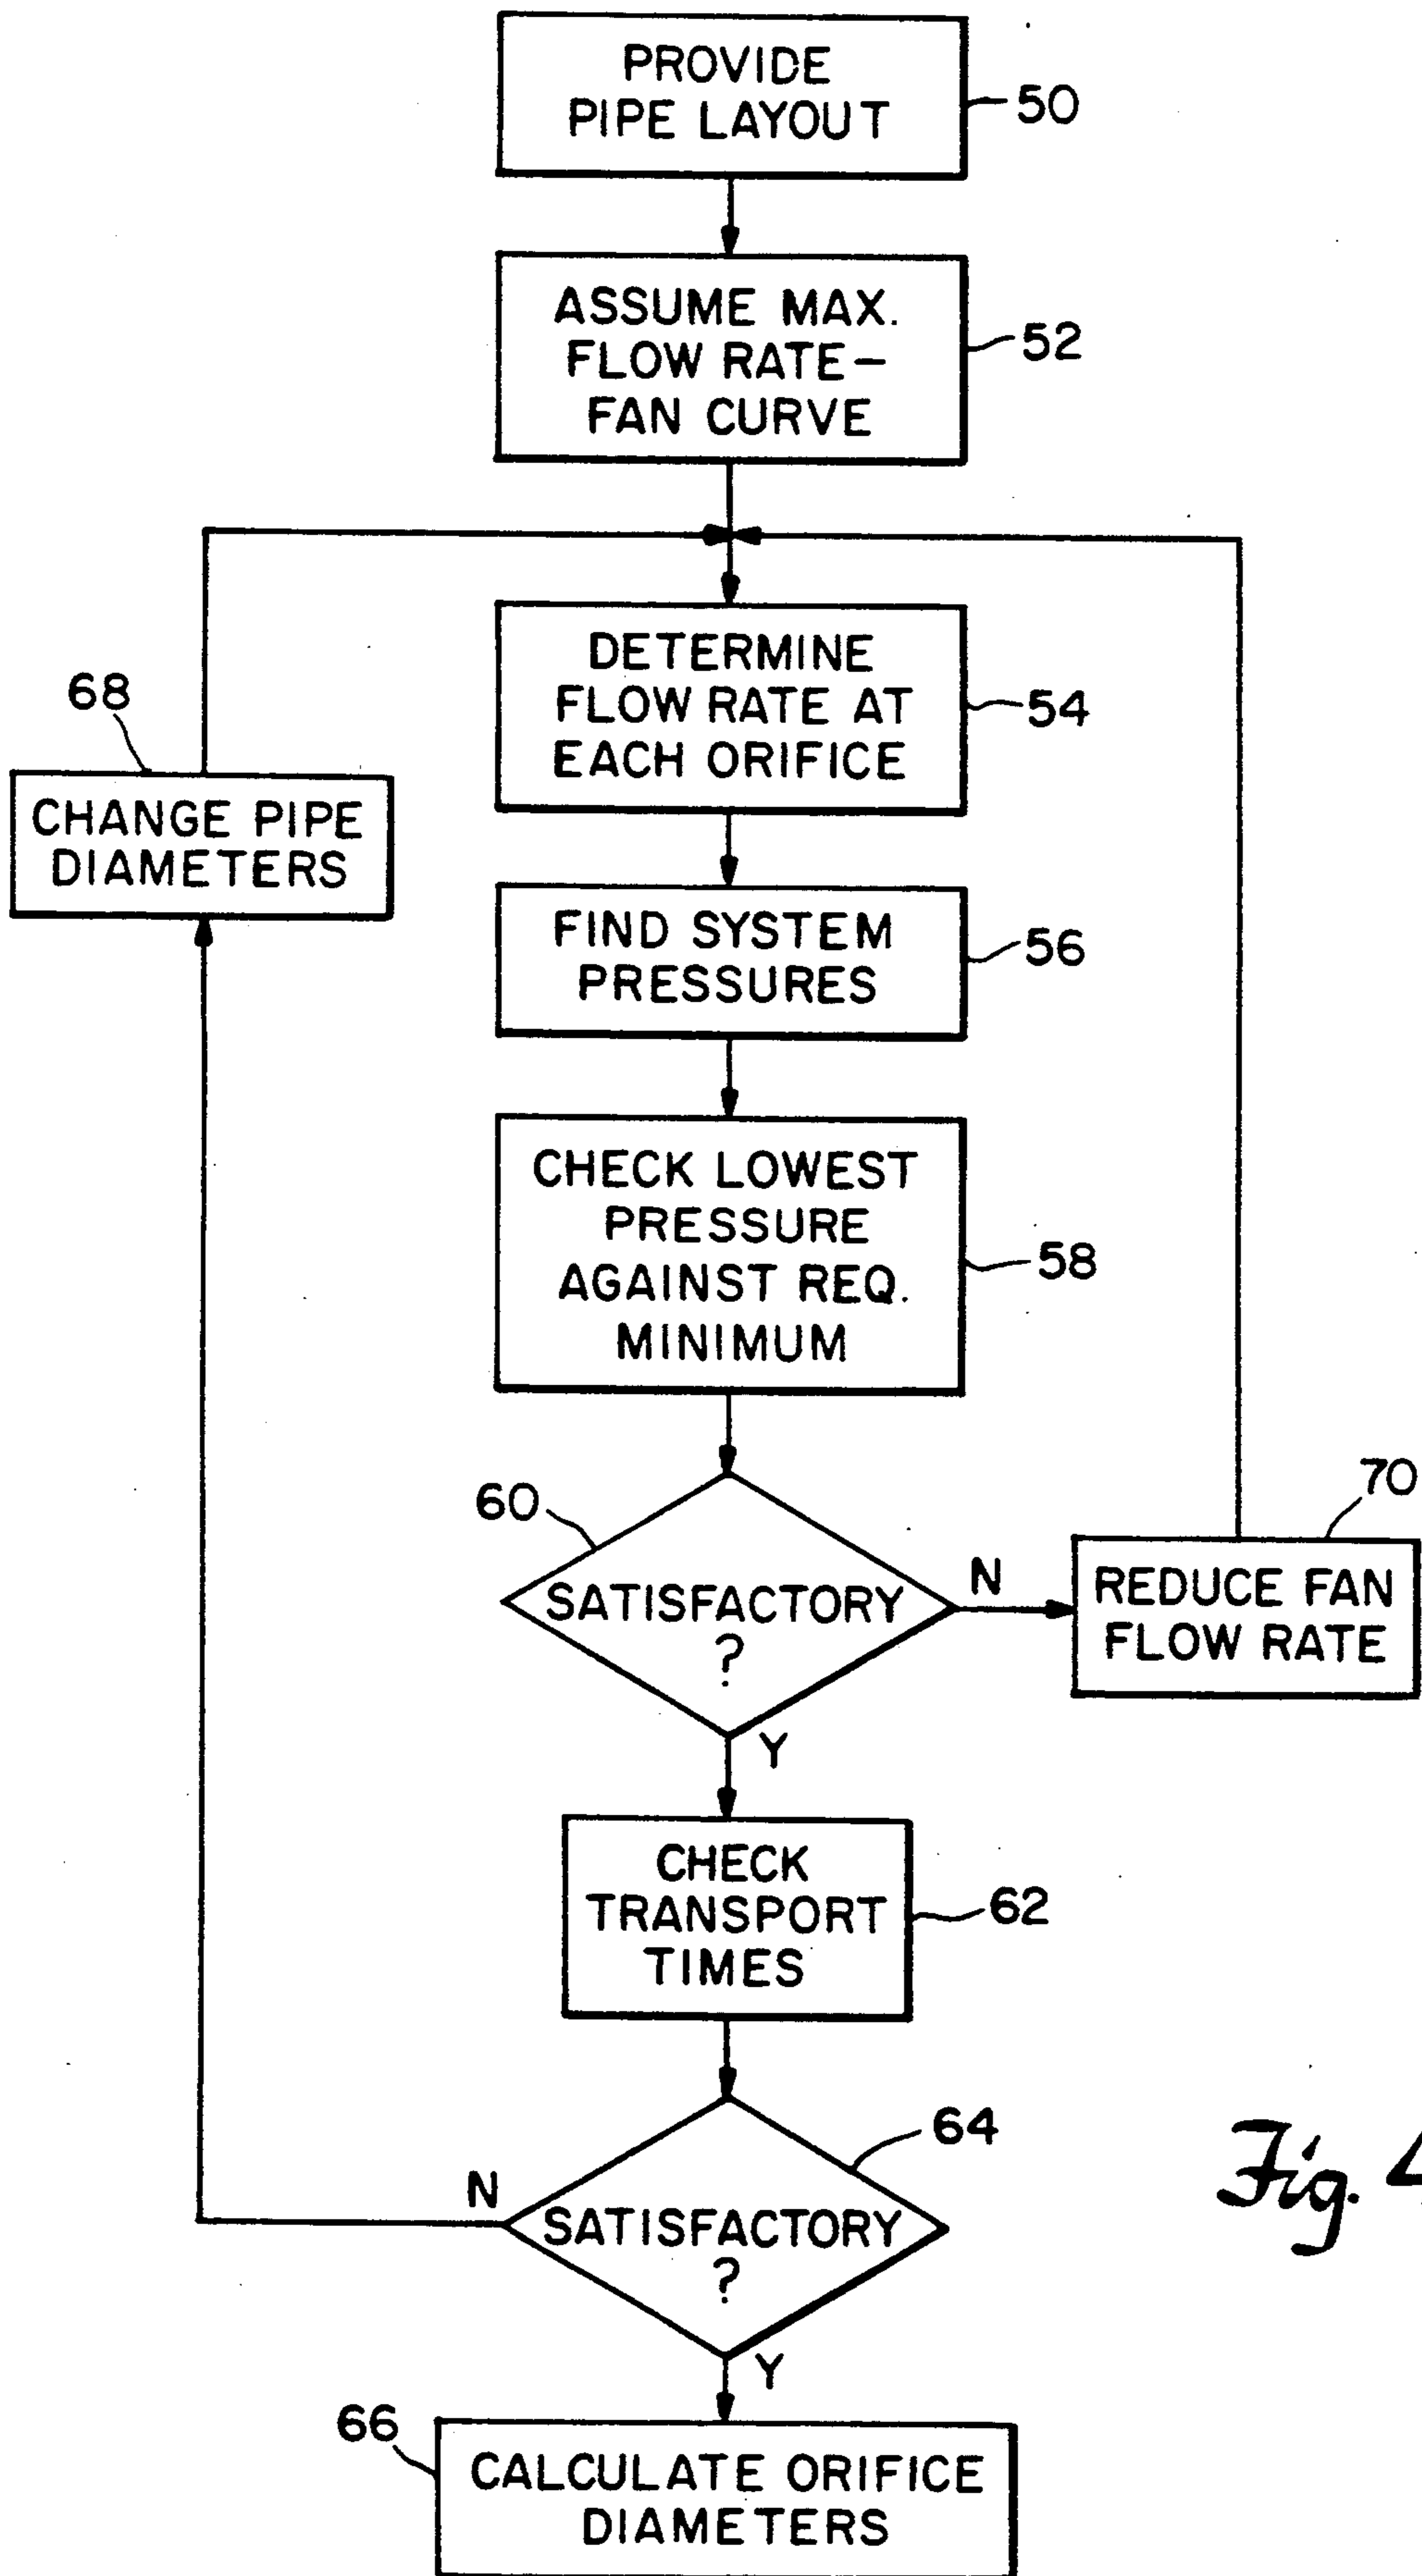 PROVIDE
PIPE LAYOUT
50
ASSUME MAX.
FLOW RATE–
FAN CURVE
52
DETERMINE
FLOW RATE AT
EACH ORIFICE
54
68
CHANGE PIPE
DIAMETERS
FIND SYSTEM
PRESSURES
56
CHECK LOWEST
PRESSURE
AGAINST REQ.
MINIMUM
58
60
SATISFACTORY
?
N
70
REDUCE FAN
FLOW RATE
Y
CHECK
TRANSPORT
TIMES
62
64
N
SATISFACTORY
?
Y
Fig. 4
66
CALCULATE ORIFICE
DIAMETERS